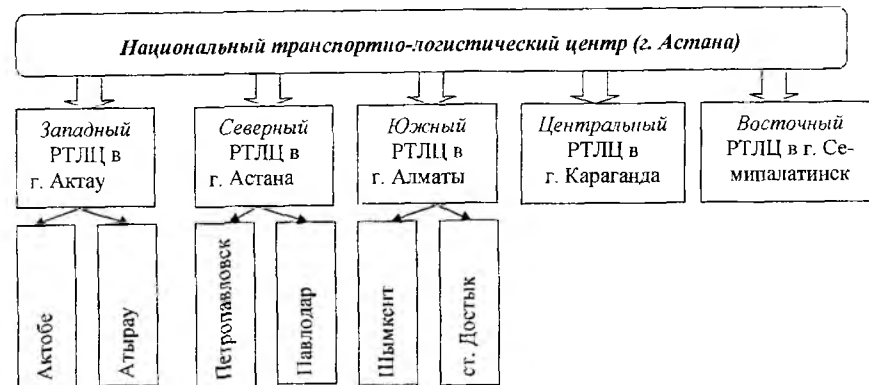 Национальный транспортно-логистический центр (г. Астана)
Западный
РТЛЦ в
г. Актау
Северный
РТЛЦ в
г. Астана
Южный
РТЛЦ в
г. Алматы
Центральный
РТЛЦ в
г. Караганда
Восточный
РТЛЦ в г. Се-
мипалатинск
Актобе
Атырау
Петропавловск
Павлодар
Шымкент
ст. Достык